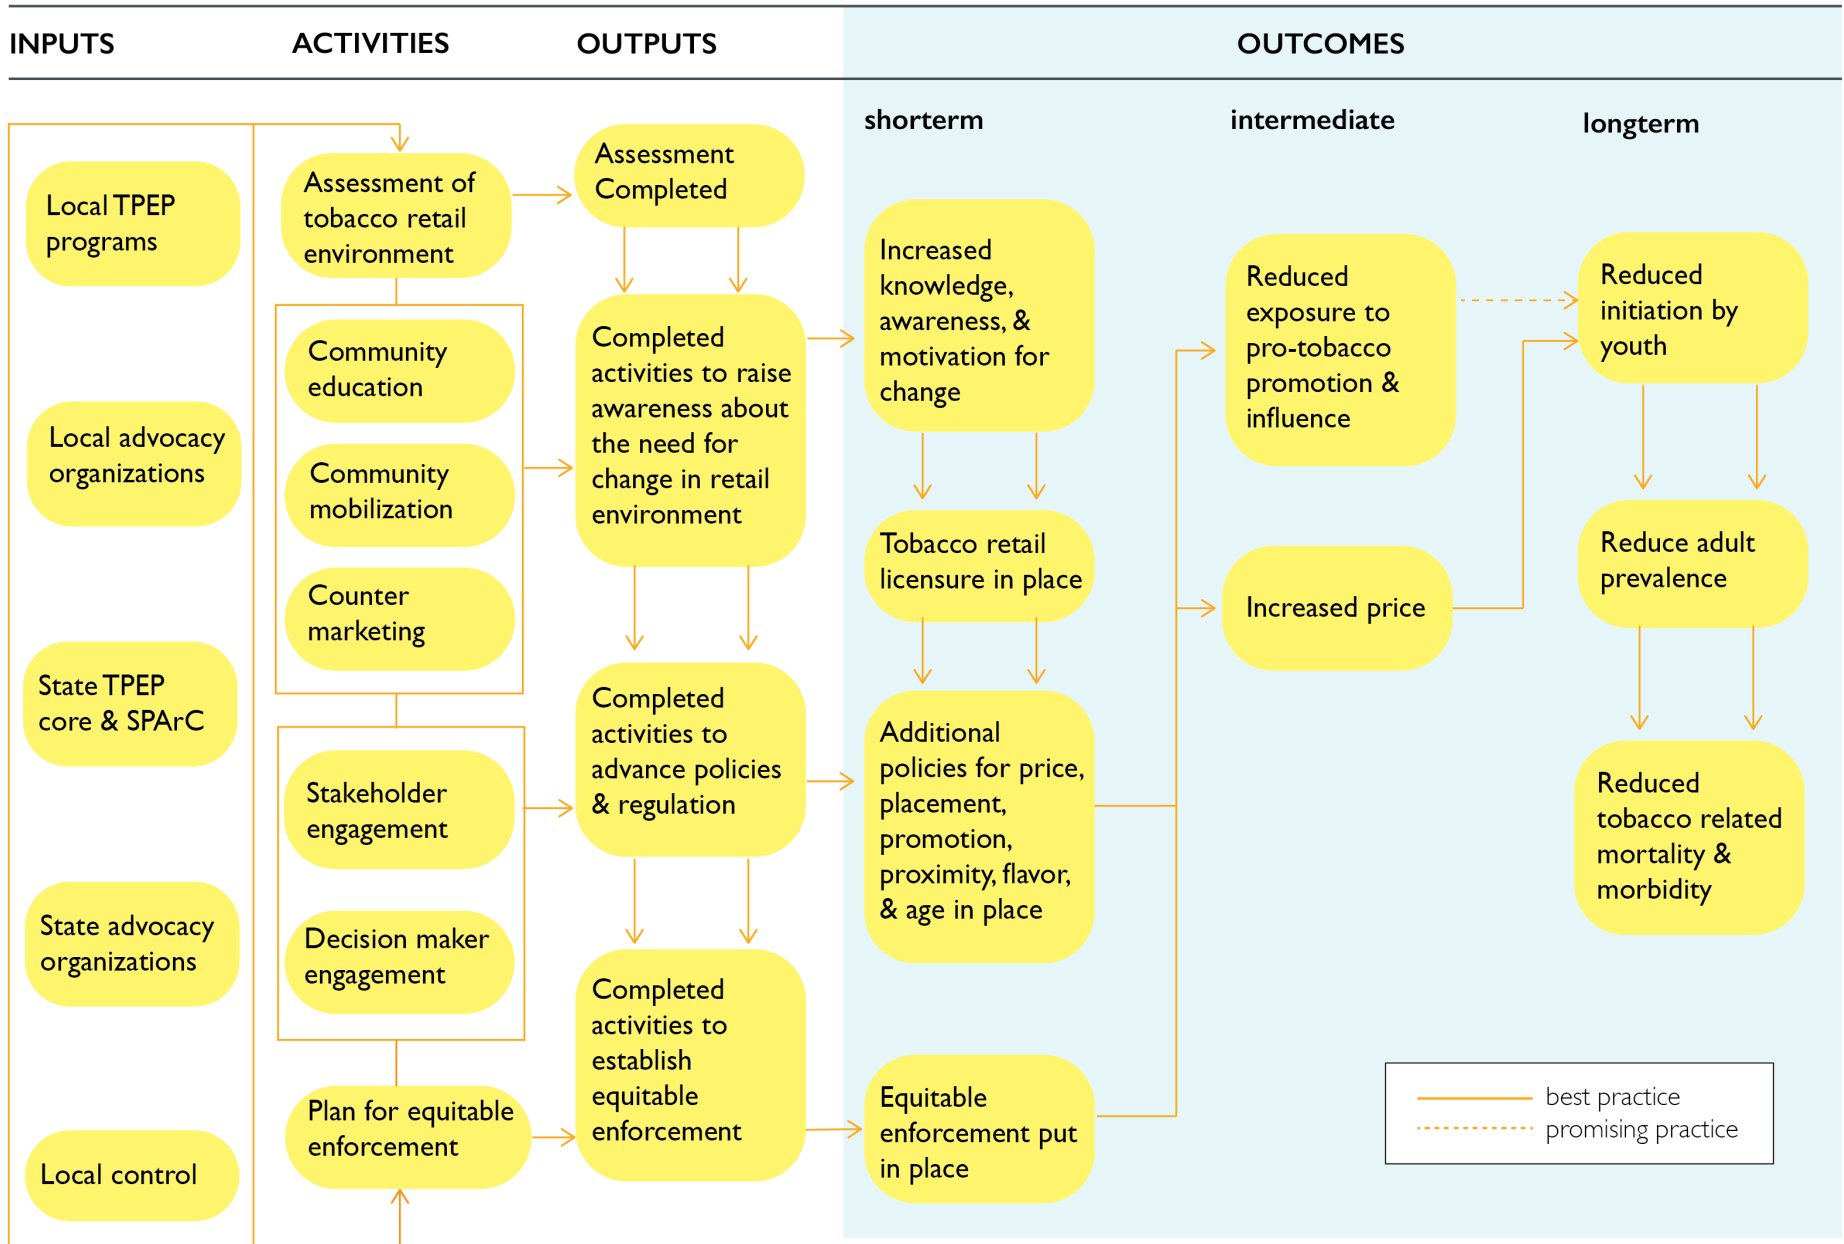 INPUTS
ACTIVITIES
OUTPUTS
OUTCOMES
shorterm
intermediate
longterm
Local TPEP
programs
Local advocacy
organizations
State TPEP
core & SPArC
State advocacy
organizations
Local control
Assessment of
tobacco retail
environment
Community
education
Community
mobilization
Counter
marketing
Stakeholder
engagement
Decision maker
engagement
Plan for equitable
enforcement
Assessment
Completed
Completed
activities to raise
awareness about
the need for
change in retail
environment
Completed
activities to
advance policies
& regulation
Completed
activities to
establish
equitable
enforcement
Increased
knowledge,
awareness, &
motivation for
change
Tobacco retail
licensure in place
Additional
policies for price,
placement,
promotion,
proximity, flavor,
& age in place
Equitable
enforcement put
in place
Reduced
exposure to
pro-tobacco
promotion &
influence
Increased price
Reduced
initiation by
youth
Reduce adult
prevalence
Reduced
tobacco related
mortality &
morbidity
best practice
promising practice